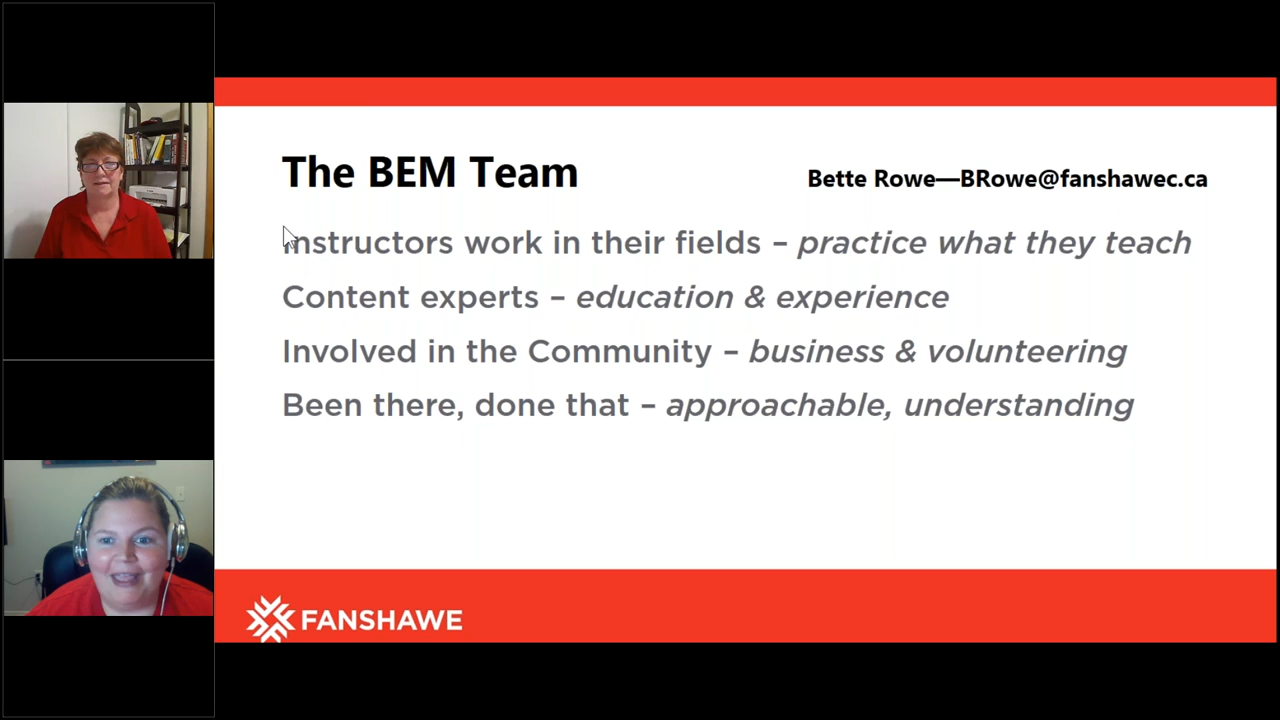 The BEM Team
Bette Rowe—BRowe@fanshawec.ca
Instructors work in their fields – practice what they teach
Content experts – education & experience
Involved in the Community – business & volunteering
Been there, done that – approachable, understanding
FANSHAWE